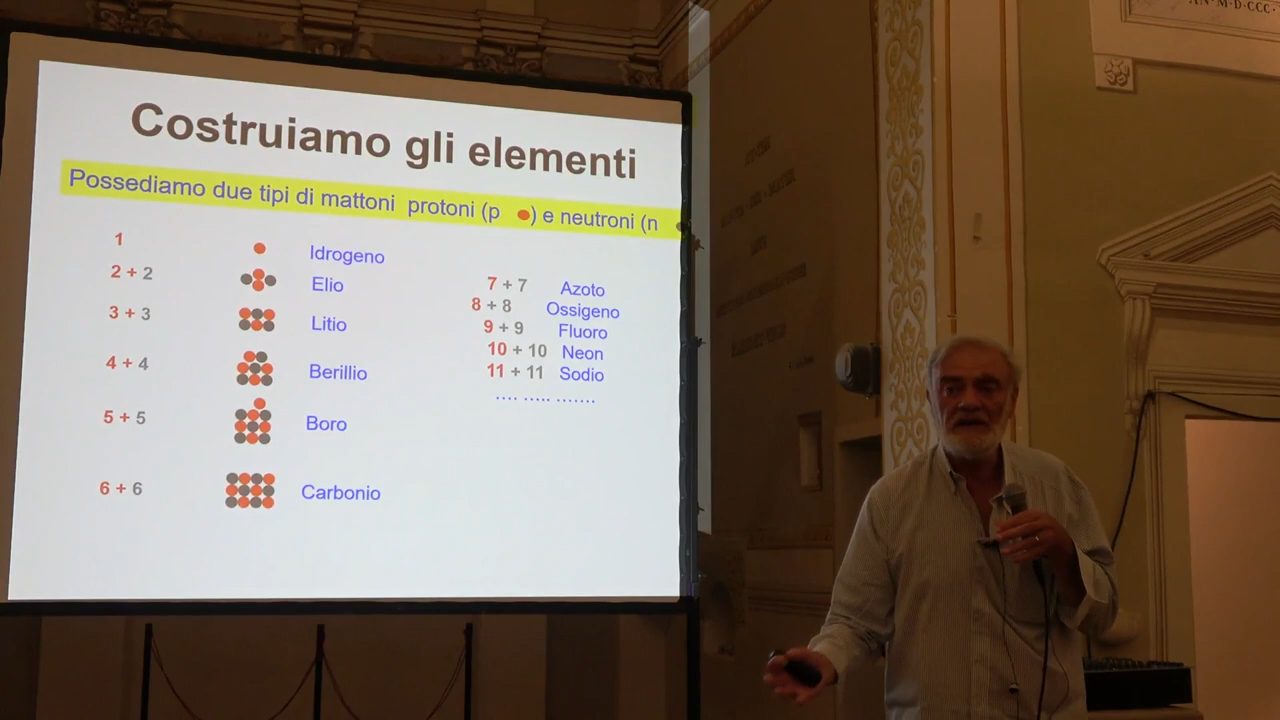 Costruiamo gli elementi
Possediamo due tipi di mattoni protoni (p ) e neutroni (n
1 Idrogeno
2 + 2 Elio
3 + 3 Litio
4 + 4 Berillio
5 + 5 Boro
6 + 6 Carbonio
7 + 7 Azoto
8 + 8 Ossigeno
9 + 9 Fluoro
10 + 10 Neon
11 + 11 Sodio
.... ..... .......